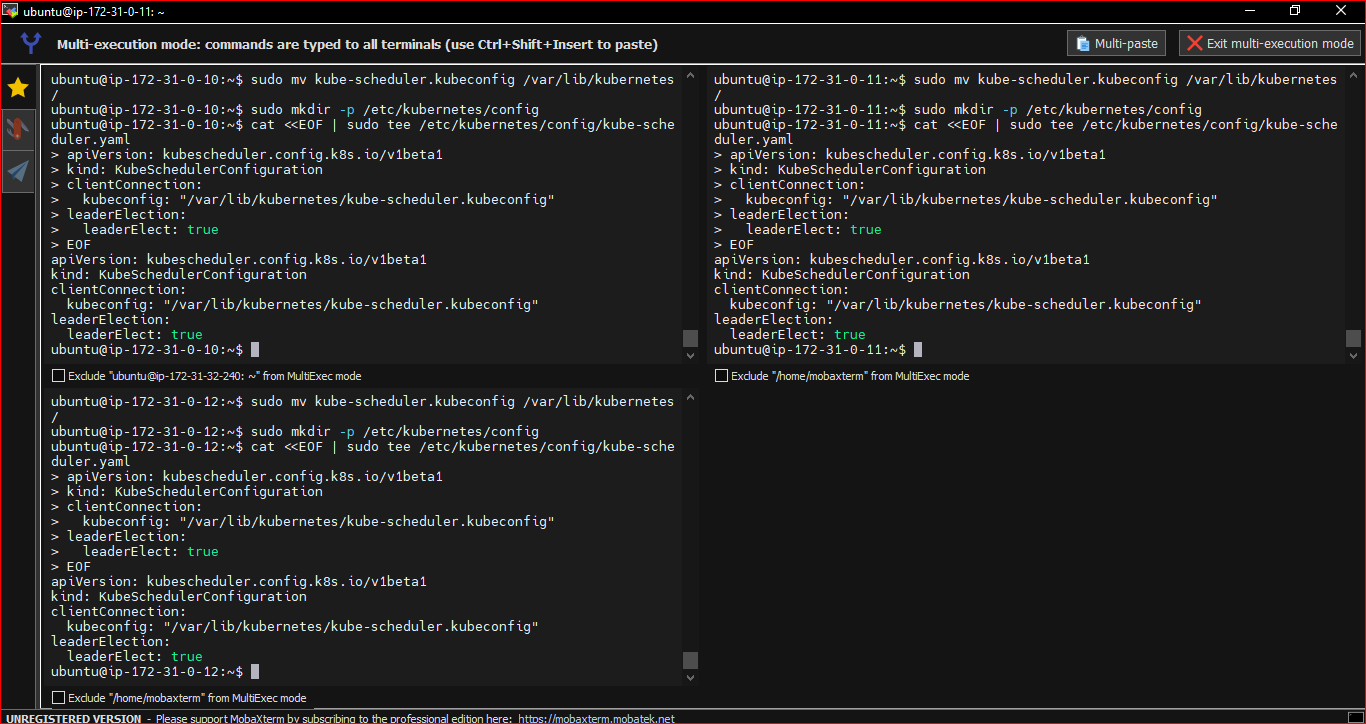 ubuntu@ip-172-31-0-11: ~
Multi-execution mode: commands are typed to all terminals (use Ctrl+Shift+Insert to paste)
Multi-paste
Exit multi-execution mode
ubuntu@ip-172-31-0-10:~$ sudo mv kube-scheduler.kubeconfig /var/lib/kubernetes
/
ubuntu@ip-172-31-0-10:~$ sudo mkdir -p /etc/kubernetes/config
ubuntu@ip-172-31-0-10:~$ cat <<EOF | sudo tee /etc/kubernetes/config/kube-sche
duler.yaml
> apiVersion: kubescheduler.config.k8s.io/v1beta1
> kind: KubeSchedulerConfiguration
> clientConnection:
>   kubeconfig: "/var/lib/kubernetes/kube-scheduler.kubeconfig"
> leaderElection:
>   leaderElect: true
> EOF
apiVersion: kubescheduler.config.k8s.io/v1beta1
kind: KubeSchedulerConfiguration
clientConnection:
  kubeconfig: "/var/lib/kubernetes/kube-scheduler.kubeconfig"
leaderElection:
  leaderElect: true
ubuntu@ip-172-31-0-10:~$
Exclude "ubuntu@ip-172-31-32-240: ~" from MultiExec mode
ubuntu@ip-172-31-0-11:~$ sudo mv kube-scheduler.kubeconfig /var/lib/kubernetes
/
ubuntu@ip-172-31-0-11:~$ sudo mkdir -p /etc/kubernetes/config
ubuntu@ip-172-31-0-11:~$ cat <<EOF | sudo tee /etc/kubernetes/config/kube-sche
duler.yaml
> apiVersion: kubescheduler.config.k8s.io/v1beta1
> kind: KubeSchedulerConfiguration
> clientConnection:
>   kubeconfig: "/var/lib/kubernetes/kube-scheduler.kubeconfig"
> leaderElection:
>   leaderElect: true
> EOF
apiVersion: kubescheduler.config.k8s.io/v1beta1
kind: KubeSchedulerConfiguration
clientConnection:
  kubeconfig: "/var/lib/kubernetes/kube-scheduler.kubeconfig"
leaderElection:
  leaderElect: true
ubuntu@ip-172-31-0-11:~$
Exclude "/home/mobaxterm" from MultiExec mode
ubuntu@ip-172-31-0-12:~$ sudo mv kube-scheduler.kubeconfig /var/lib/kubernetes
/
ubuntu@ip-172-31-0-12:~$ sudo mkdir -p /etc/kubernetes/config
ubuntu@ip-172-31-0-12:~$ cat <<EOF | sudo tee /etc/kubernetes/config/kube-sche
duler.yaml
> apiVersion: kubescheduler.config.k8s.io/v1beta1
> kind: KubeSchedulerConfiguration
> clientConnection:
>   kubeconfig: "/var/lib/kubernetes/kube-scheduler.kubeconfig"
> leaderElection:
>   leaderElect: true
> EOF
apiVersion: kubescheduler.config.k8s.io/v1beta1
kind: KubeSchedulerConfiguration
clientConnection:
  kubeconfig: "/var/lib/kubernetes/kube-scheduler.kubeconfig"
leaderElection:
  leaderElect: true
ubuntu@ip-172-31-0-12:~$
Exclude "/home/mobaxterm" from MultiExec mode
UNREGISTERED VERSION - Please support MobaXterm by subscribing to the professional edition here: https://mobaxterm.mobatek.net